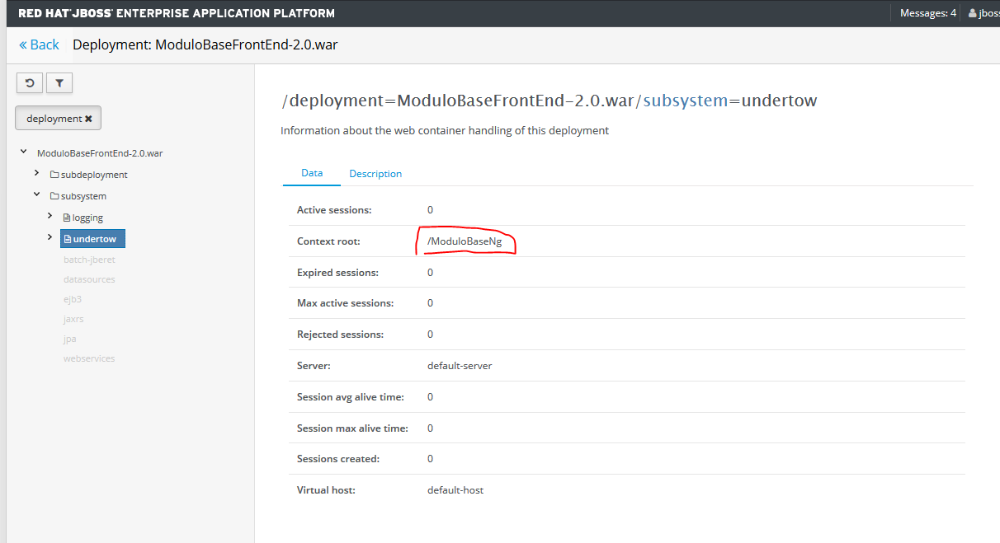 RED HAT® JBOSS® ENTERPRISE APPLICATION PLATFORM
Messages: 4
« Back
Deployment: ModuloBaseFrontEnd-2.0.war
deployment ✖
ModuloBaseFrontEnd-2.0.war
subdeployment
subsystem
logging
undertow
batch-jberet
datasources
ejb3
jaxrs
jpa
webservices
/deployment=ModuloBaseFrontEnd-2.0.war/subsystem=undertow
Information about the web container handling of this deployment
Data Description
Active sessions: 0
Context root: /ModuloBaseNg
Expired sessions: 0
Max active sessions: 0
Rejected sessions: 0
Server: default-server
Session avg alive time: 0
Session max alive time: 0
Sessions created: 0
Virtual host: default-host